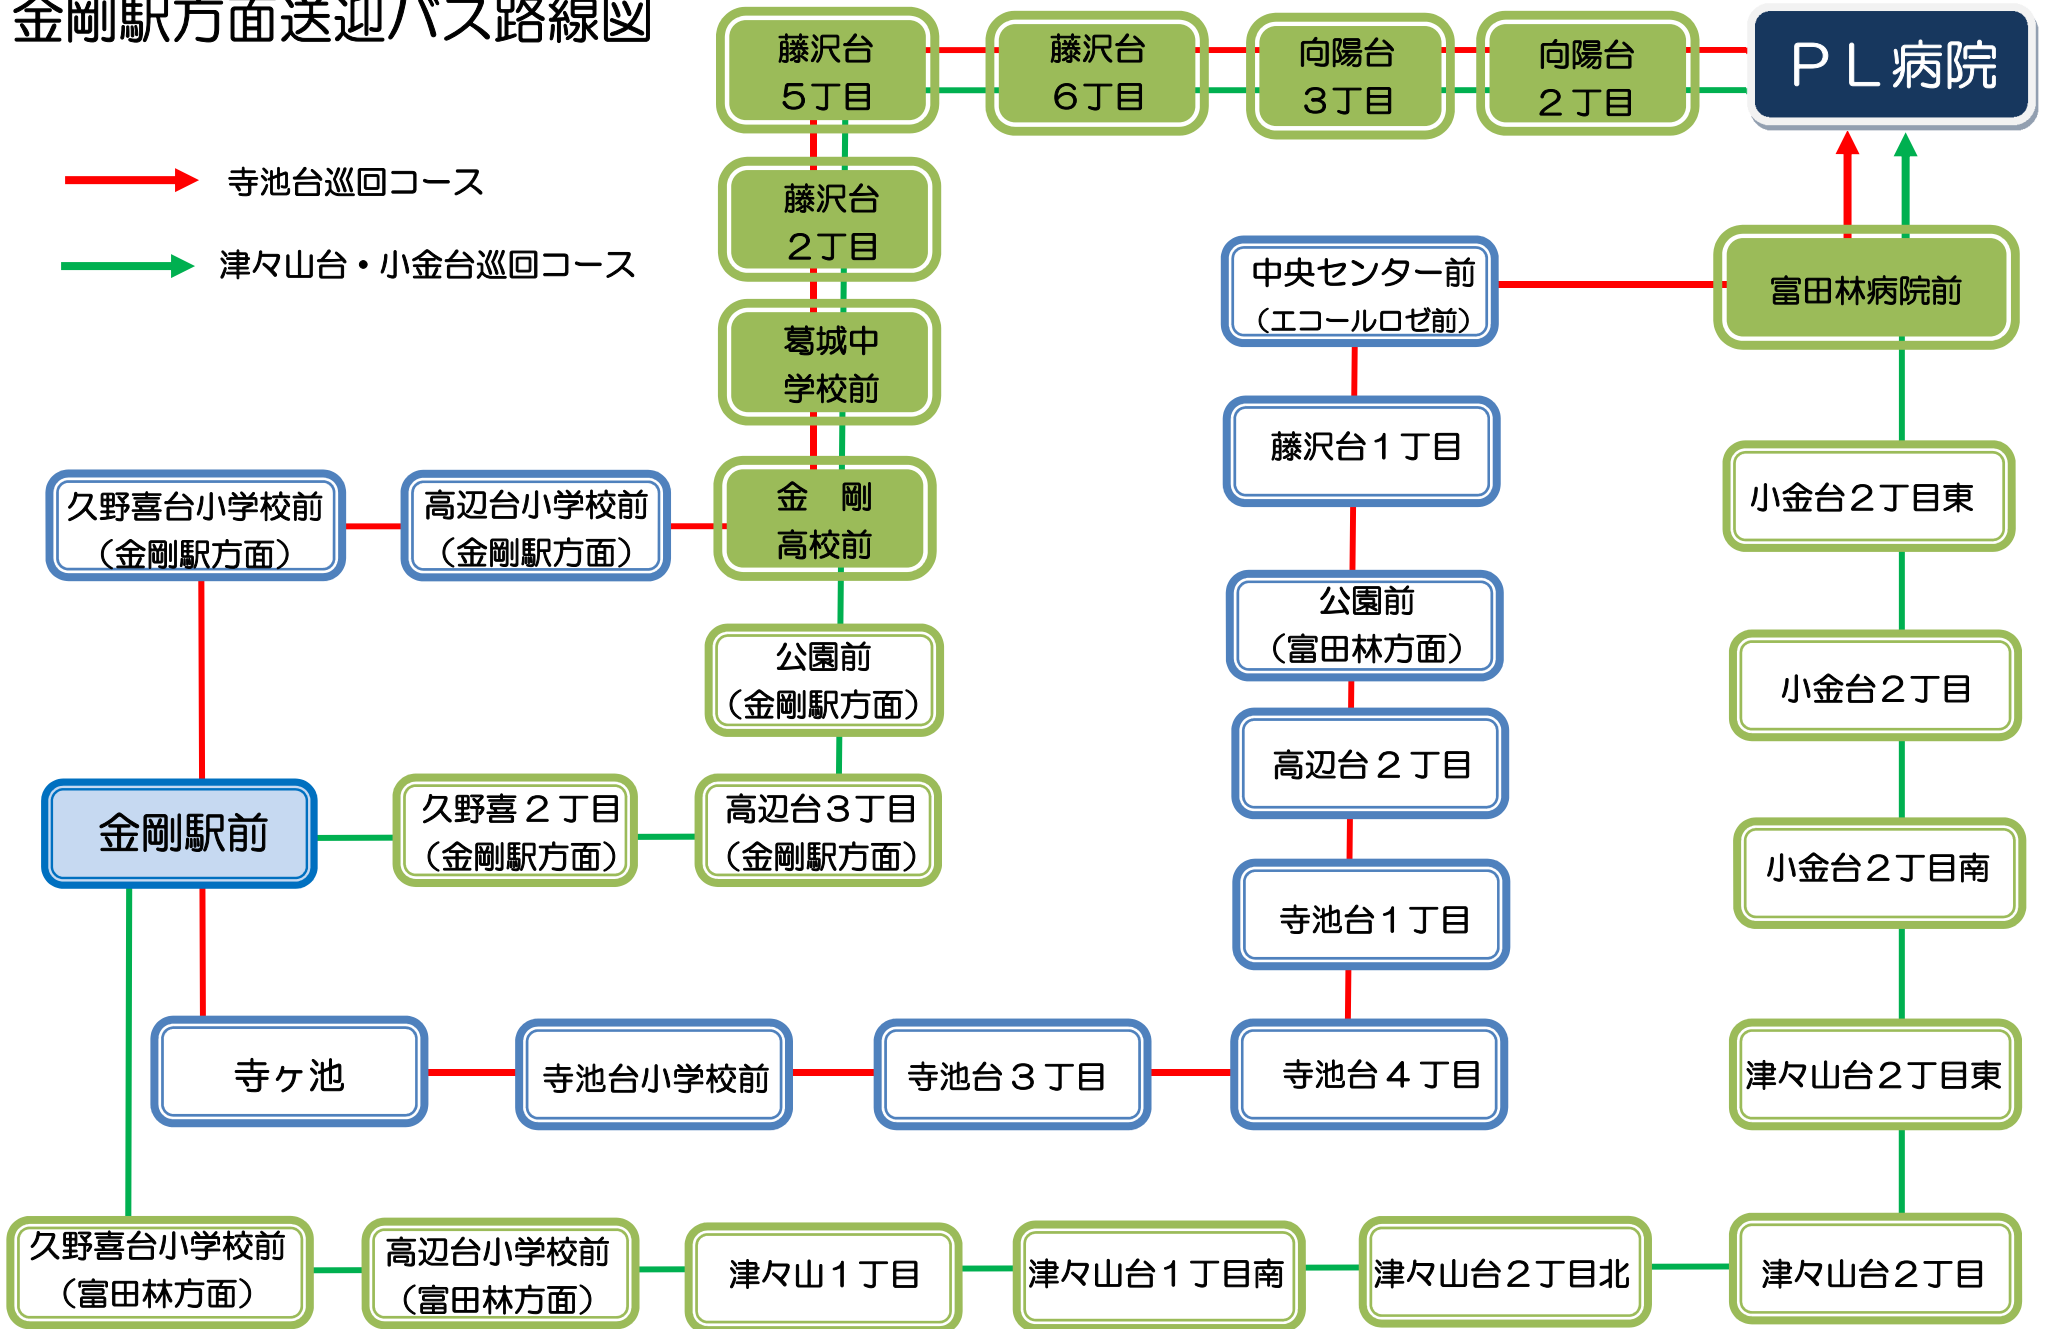 金剛駅方面送迎バス路線図
寺池台巡回コース
津々山台・小金台巡回コース
藤沢台
5丁目
藤沢台
6丁目
向陽台
3丁目
向陽台
2丁目
PL病院
藤沢台
2丁目
葛城中
学校前
中央センター前
(エコールロゼ前)
富田林病院前
藤沢台1丁目
久野喜台小学校前
(金剛駅方面)
高辺台小学校前
(金剛駅方面)
金 剛
高校前
小金台2丁目東
公園前
(金剛駅方面)
公園前
(富田林方面)
小金台2丁目
高辺台2丁目
金剛駅前
久野喜2丁目
(金剛駅方面)
高辺台3丁目
(金剛駅方面)
寺池台1丁目
小金台2丁目南
寺ヶ池
寺池台小学校前
寺池台3丁目
寺池台4丁目
津々山台2丁目東
久野喜台小学校前
(富田林方面)
高辺台小学校前
(富田林方面)
津々山1丁目
津々山台1丁目南
津々山台2丁目北
津々山台2丁目